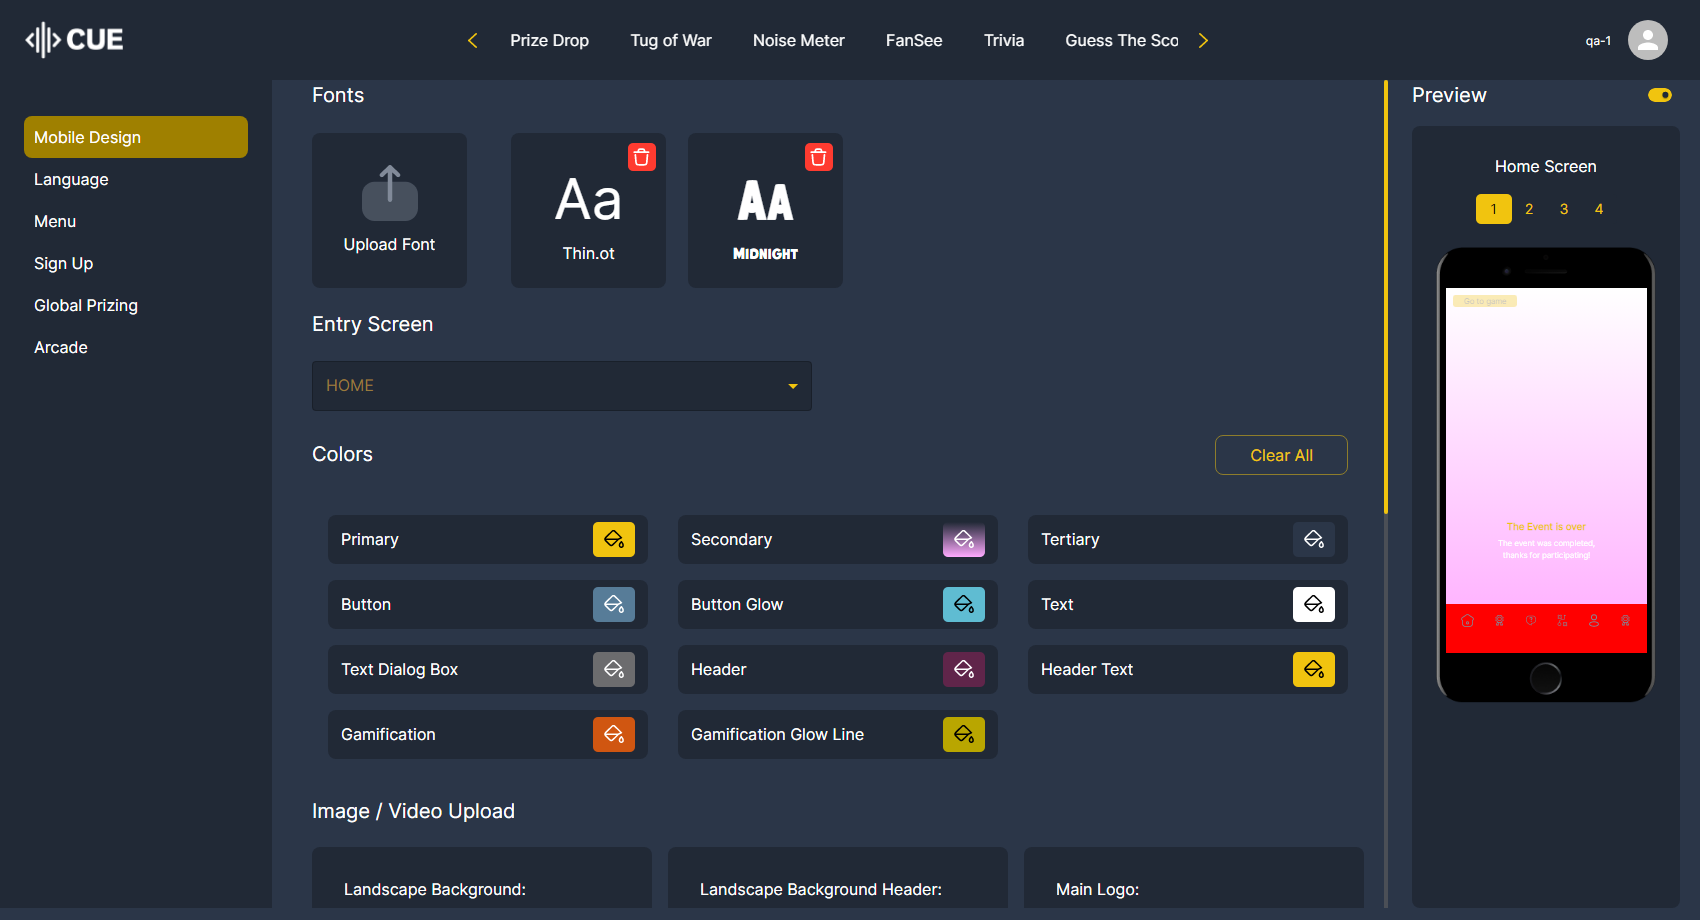 CUE
Prize Drop
Tug of War
Noise Meter
FanSee
Trivia
Guess The Sco
qa-1
Mobile Design
Language
Menu
Sign Up
Global Prizing
Arcade
Fonts
Upload Font
Aa
Thin.ot
AA
MIDNIGHT
Entry Screen
HOME
Colors
Clear All
Primary
Secondary
Tertiary
Button
Button Glow
Text
Text Dialog Box
Header
Header Text
Gamification
Gamification Glow Line
Image / Video Upload
Landscape Background:
Landscape Background Header:
Main Logo:
Preview
Home Screen
1 2 3 4
Go to game
The Event is over
The event was completed,
thanks for participating!